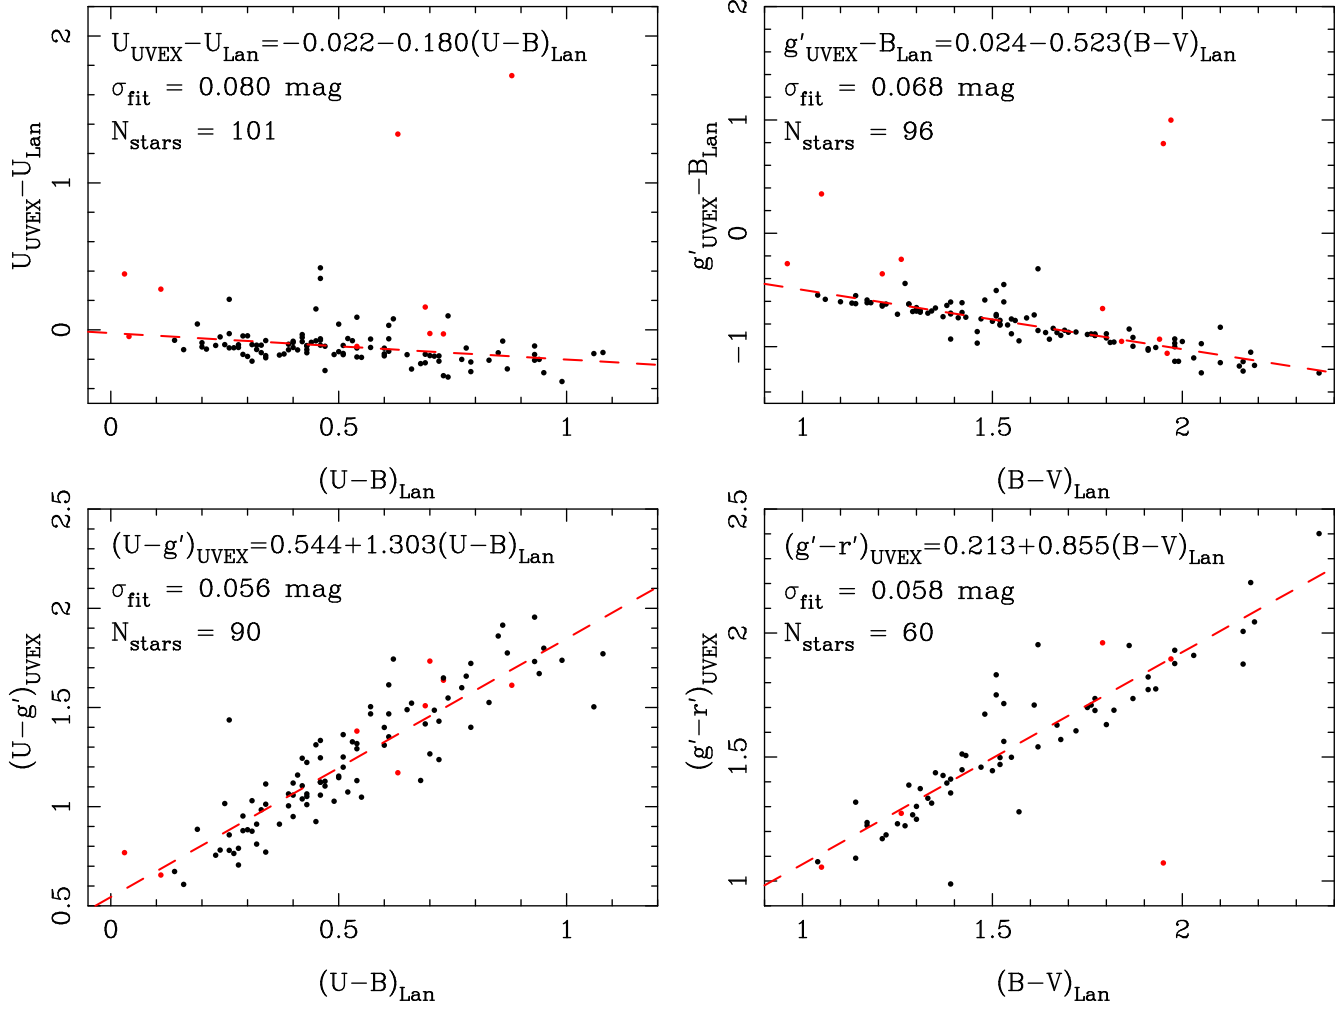 U_UVEX−U_Lan=−0.022−0.180(U−B)_Lan
σ_fit = 0.080 mag
N_stars = 101
U_UVEX−U_Lan
2
1
0
0
0.5
1
(U−B)_Lan
g′_UVEX−B_Lan=0.024−0.523(B−V)_Lan
σ_fit = 0.068 mag
N_stars = 96
g′_UVEX−B_Lan
2
1
0
−1
1
1.5
2
(B−V)_Lan
(U−g′)_UVEX=0.544+1.303(U−B)_Lan
σ_fit = 0.056 mag
N_stars = 90
(U−g′)_UVEX
2.5
2
1.5
1
0.5
0
0.5
1
(U−B)_Lan
(g′−r′)_UVEX=0.213+0.855(B−V)_Lan
σ_fit = 0.058 mag
N_stars = 60
(g′−r′)_UVEX
2.5
2
1.5
1
1
1.5
2
(B−V)_Lan